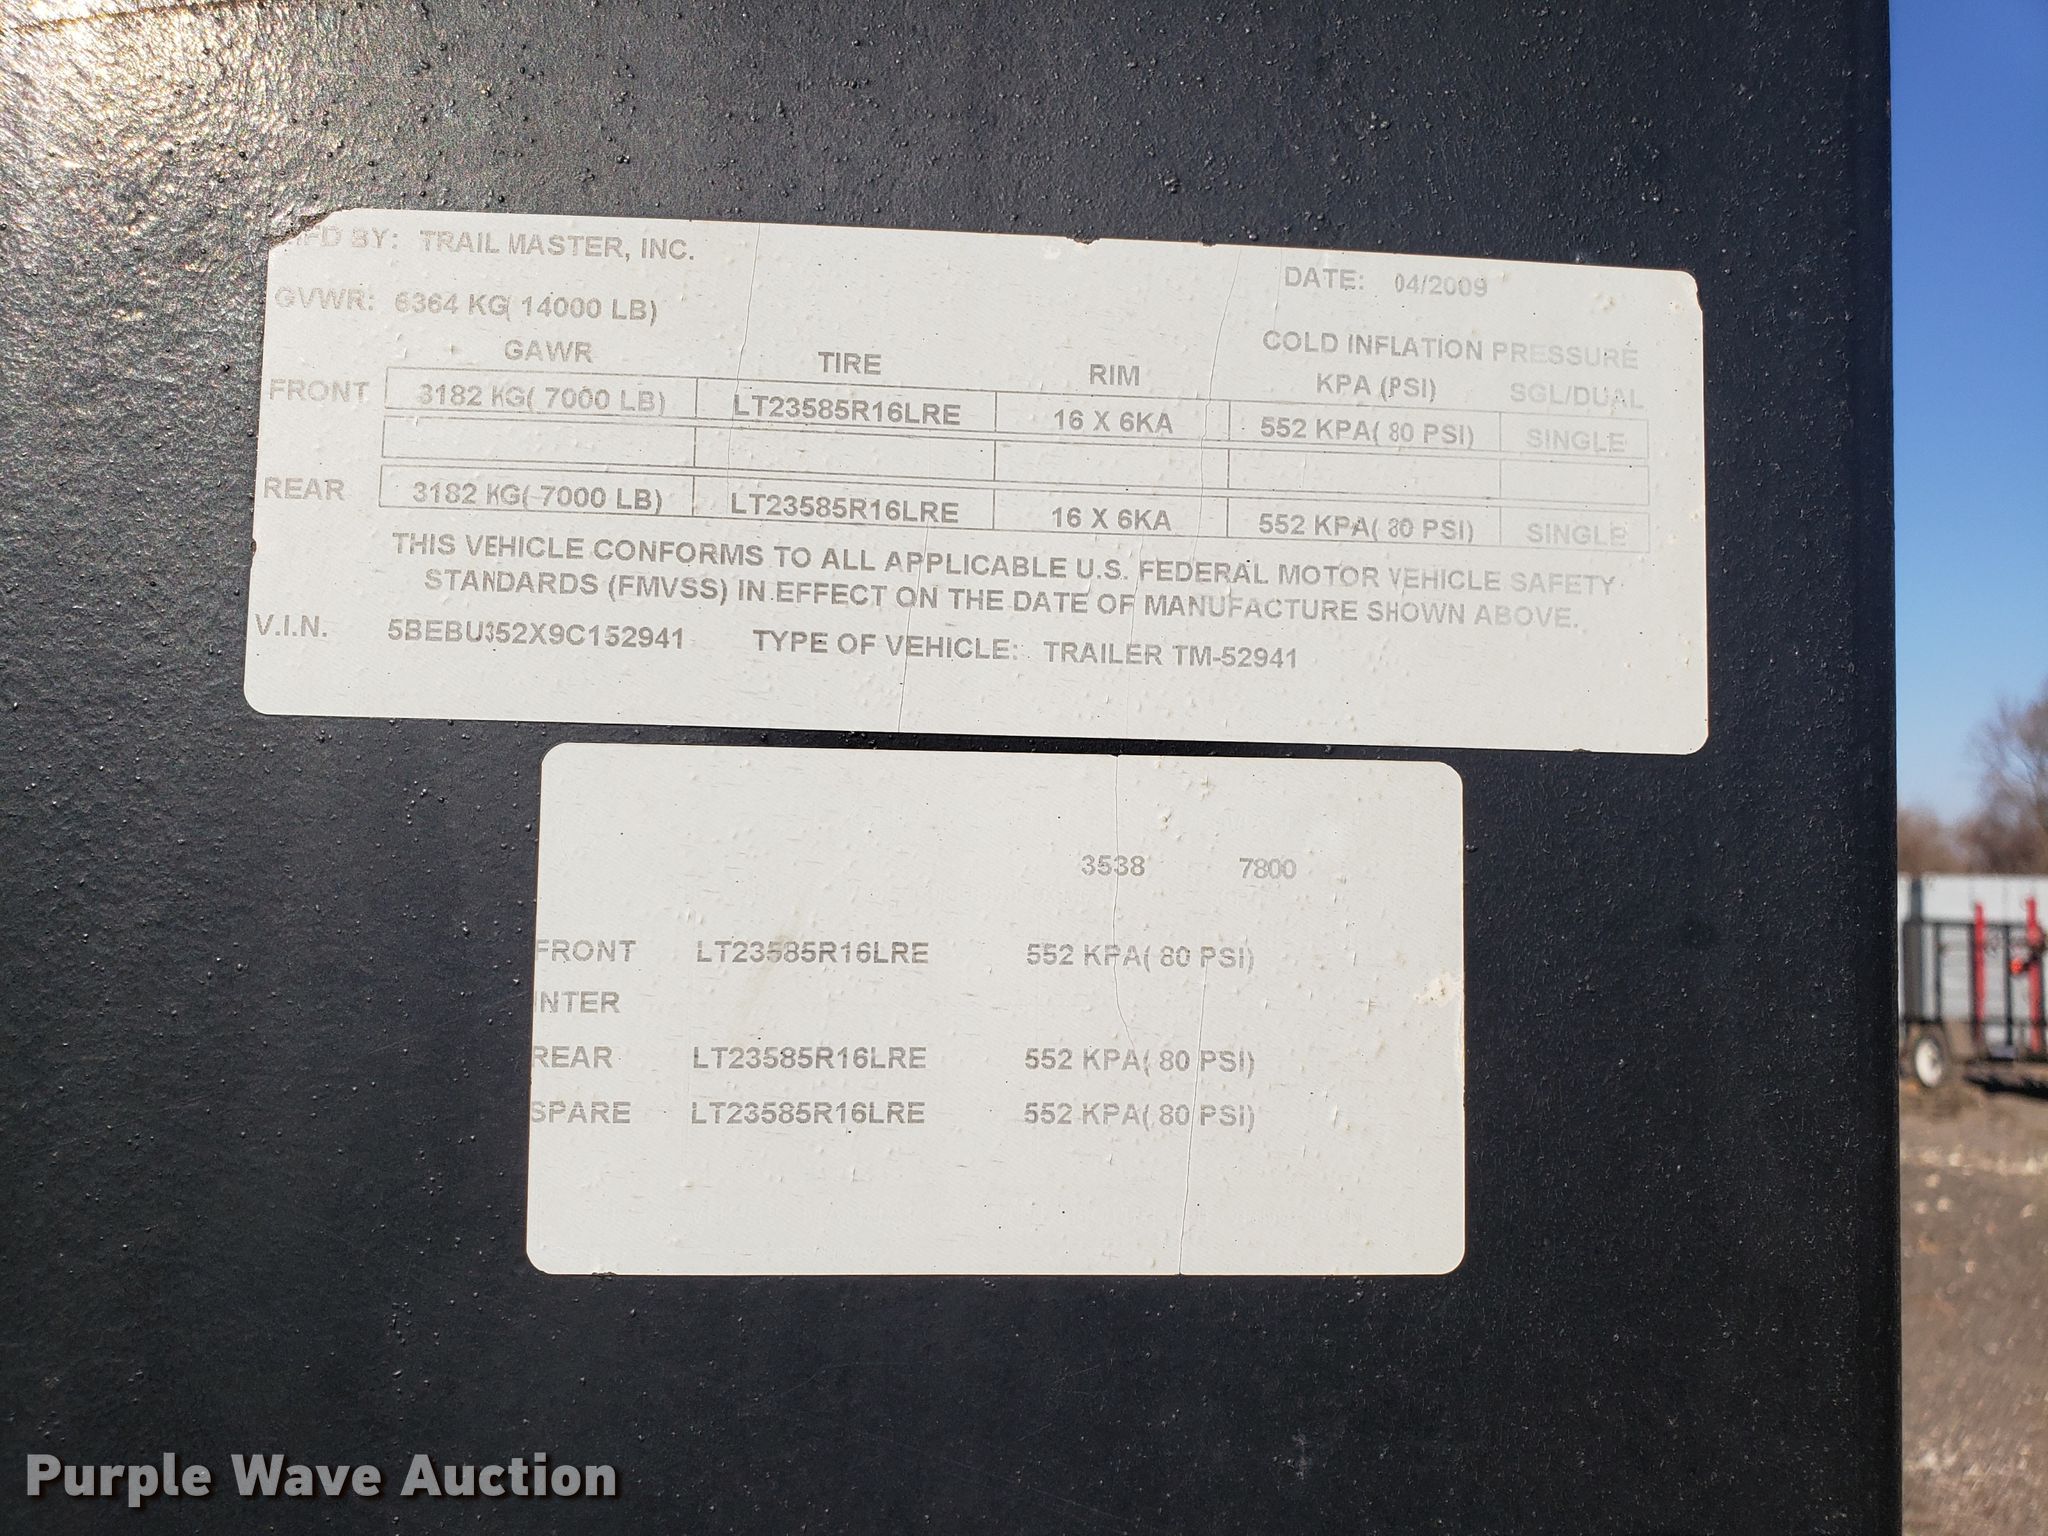 MFD BY: TRAIL MASTER, INC. DATE: 04/2009
GVWR: 6364 KG( 14000 LB)
GAWR TIRE RIM COLD INFLATION PRESSURE
KPA (PSI) SGL/DUAL
FRONT 3182 KG( 7000 LB) LT23585R16LRE 16 X 6KA 552 KPA( 80 PSI) SINGLE
REAR 3182 KG( 7000 LB) LT23585R16LRE 16 X 6KA 552 KPA( 80 PSI) SINGLE
THIS VEHICLE CONFORMS TO ALL APPLICABLE U.S. FEDERAL MOTOR VEHICLE SAFETY
STANDARDS (FMVSS) IN EFFECT ON THE DATE OF MANUFACTURE SHOWN ABOVE.
V.I.N. 5BEBU352X9C152941 TYPE OF VEHICLE: TRAILER TM-52941
3538 7800
FRONT LT23585R16LRE 552 KPA( 80 PSI)
INTER
REAR LT23585R16LRE 552 KPA( 80 PSI)
SPARE LT23585R16LRE 552 KPA( 80 PSI)
Purple Wave Auction